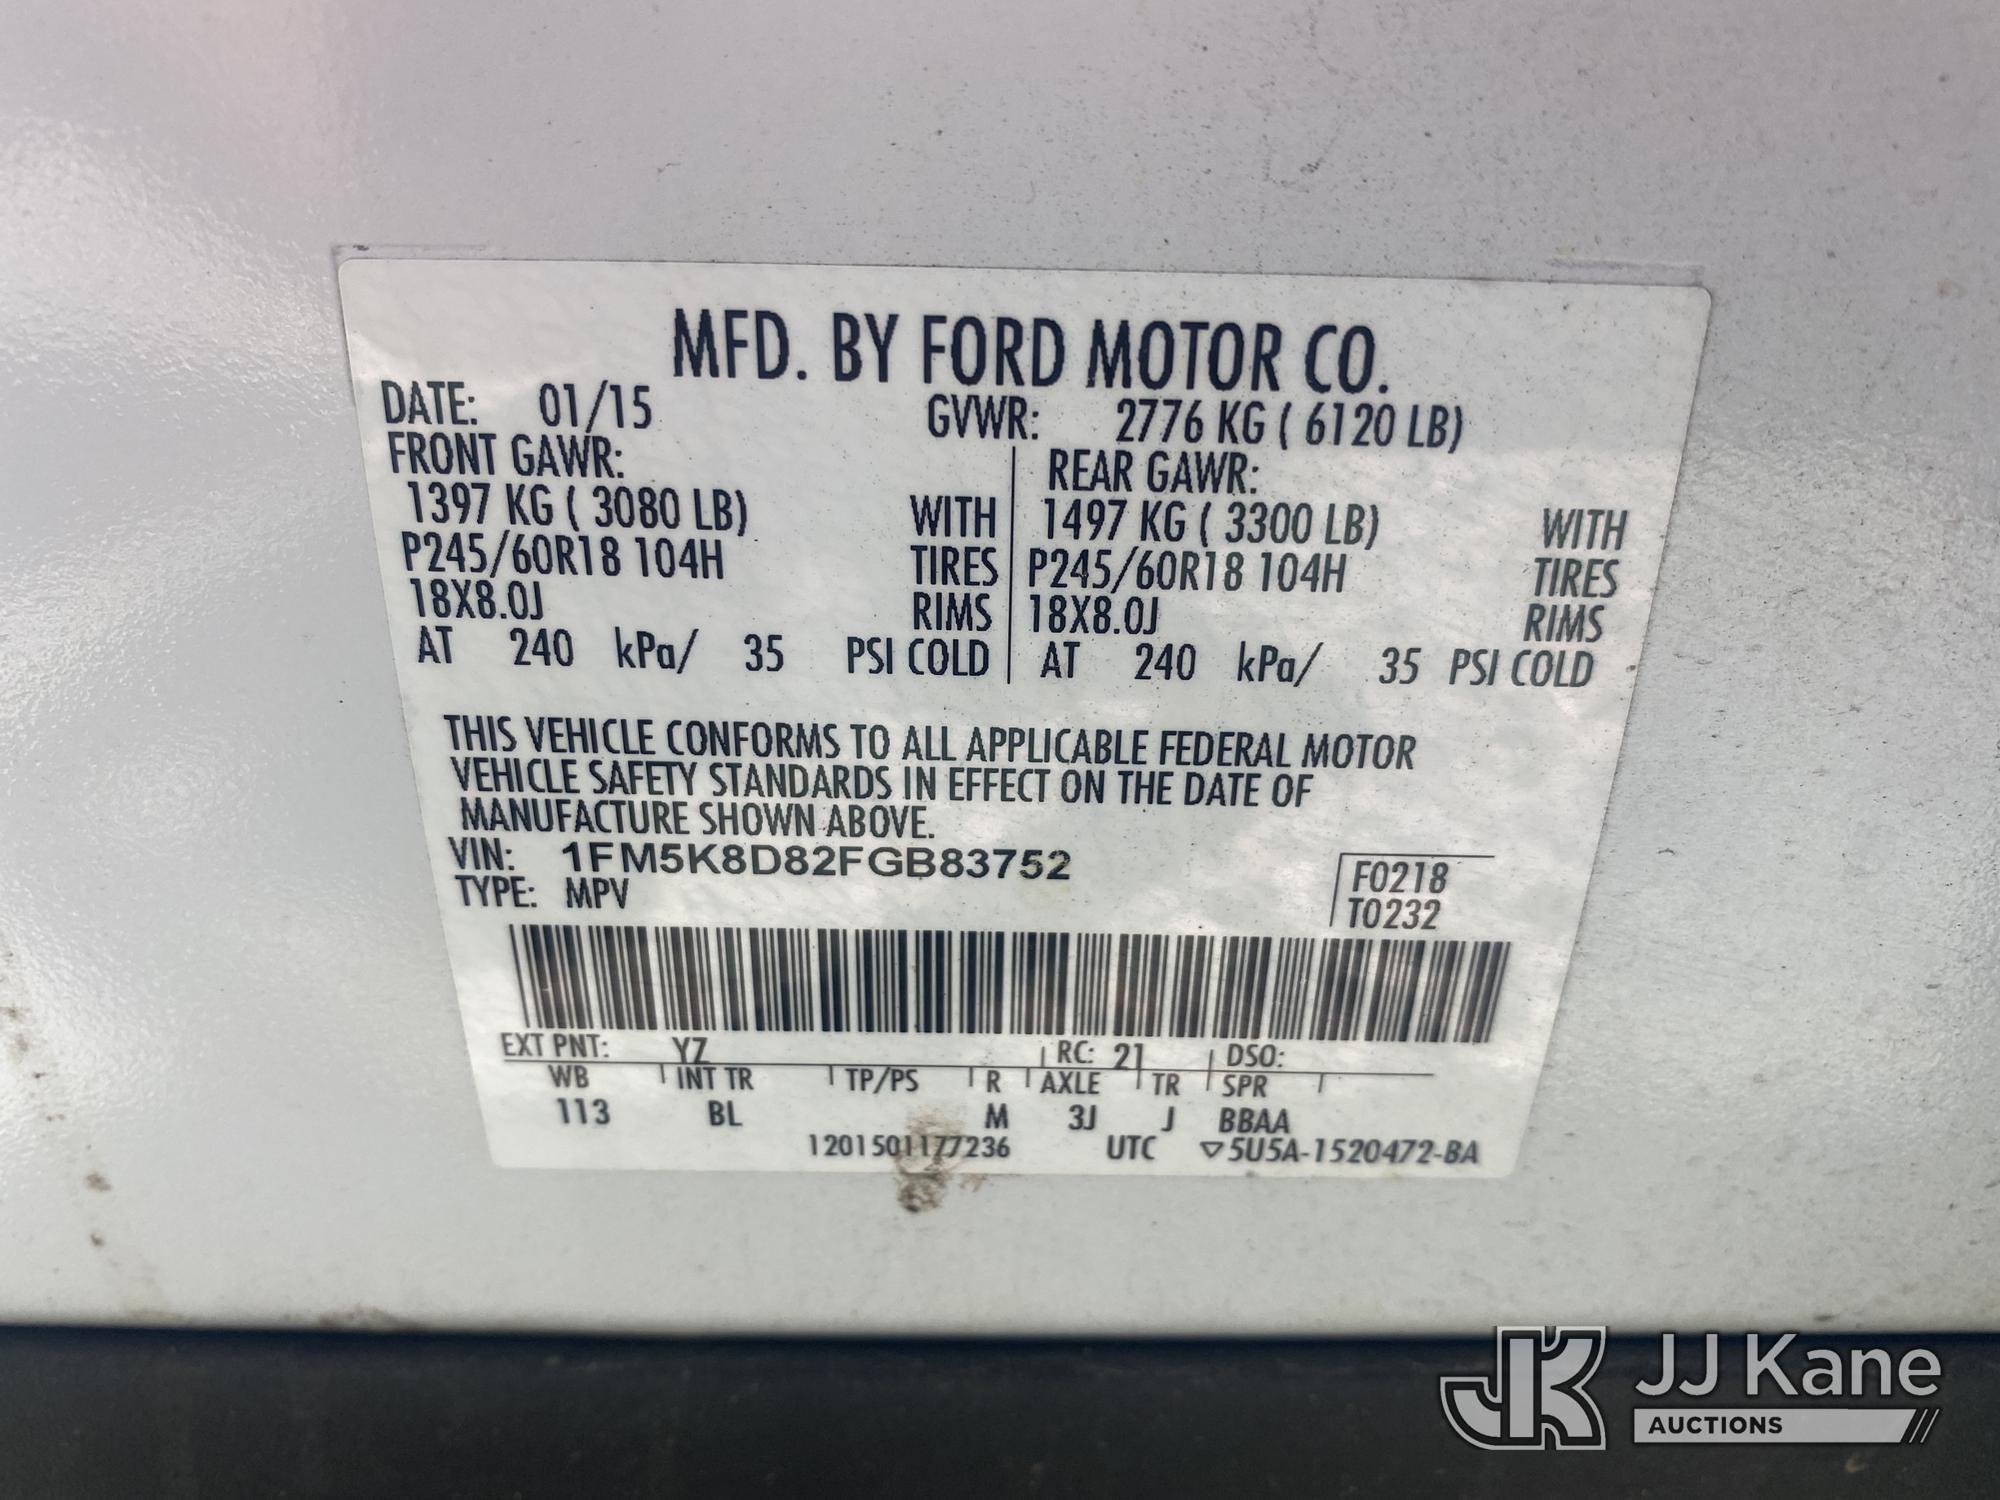 MFD. BY FORD MOTOR CO.
DATE: 01/15 GVWR: 2776 KG ( 6120 LB)
FRONT GAWR: REAR GAWR:
1397 KG ( 3080 LB) WITH 1497 KG ( 3300 LB) WITH
P245/60R18 104H TIRES P245/60R18 104H TIRES
18X8.0J RIMS 18X8.0J RIMS
AT 240 kPa/ 35 PSI COLD AT 240 kPa/ 35 PSI COLD
THIS VEHICLE CONFORMS TO ALL APPLICABLE FEDERAL MOTOR
VEHICLE SAFETY STANDARDS IN EFFECT ON THE DATE OF
MANUFACTURE SHOWN ABOVE.
VIN: 1FM5K8D82FGB83752 F0218
TYPE: MPV T0232
EXT PNT: YZ RC: 21 DSO:
WB INT TR TP/PS R AXLE TR SPR
113 BL M 3J J BBAA
1201501177236 UTC ▽5U5A-1520472-BA
JK JJ Kane
AUCTIONS